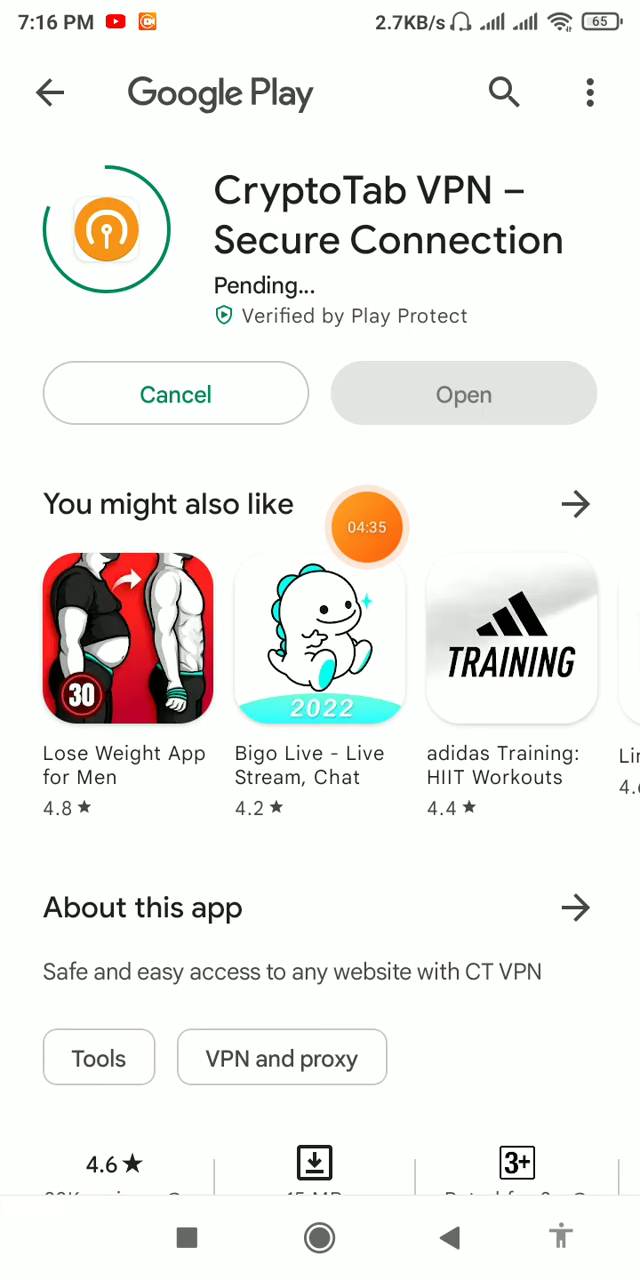 7:16 PM 2.7KB/s 65
Google Play
CryptoTab VPN –
Secure Connection
Pending...
Verified by Play Protect
Cancel Open
You might also like
04:35
30
2022
TRAINING
Lose Weight App
for Men
4.8 ★
Bigo Live - Live
Stream, Chat
4.2 ★
adidas Training:
HIIT Workouts
4.4 ★
About this app
Safe and easy access to any website with CT VPN
Tools VPN and proxy
4.6 ★ 3+